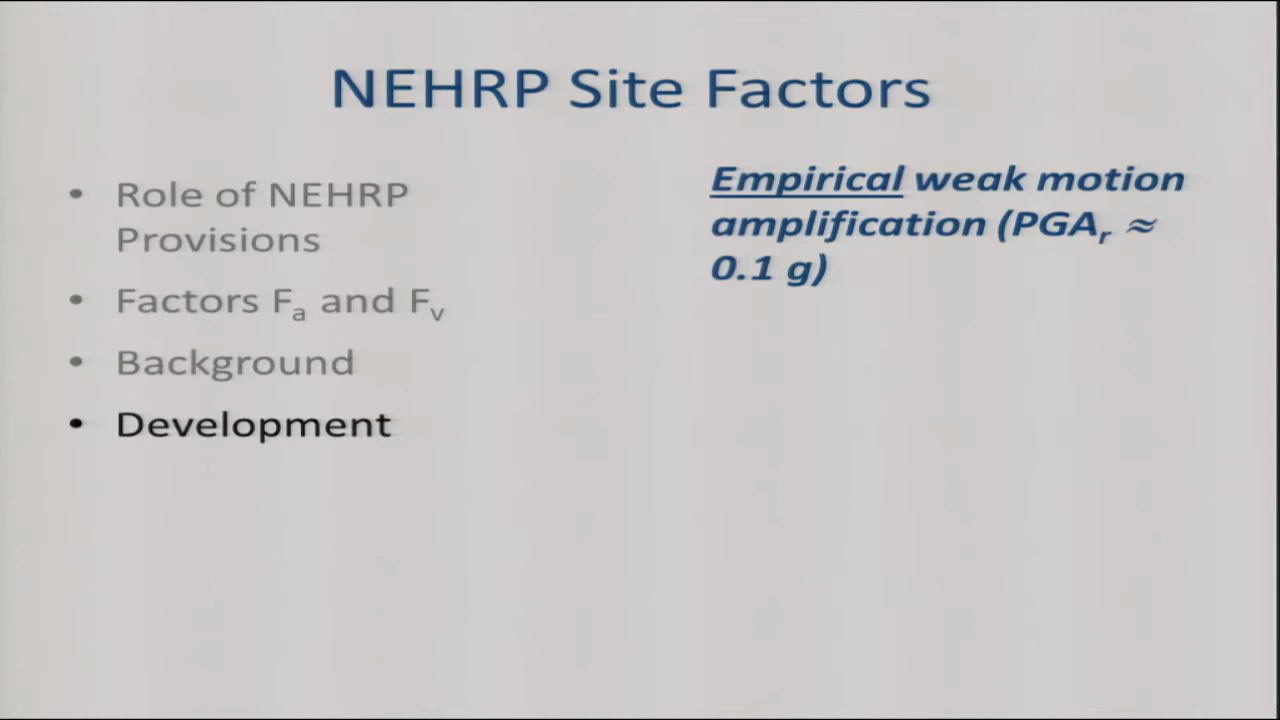 NEHRP Site Factors
• Role of NEHRP
Provisions
• Factors Fa and Fv
• Background
• Development
Empirical weak motion
amplification (PGAr ≈
0.1 g)